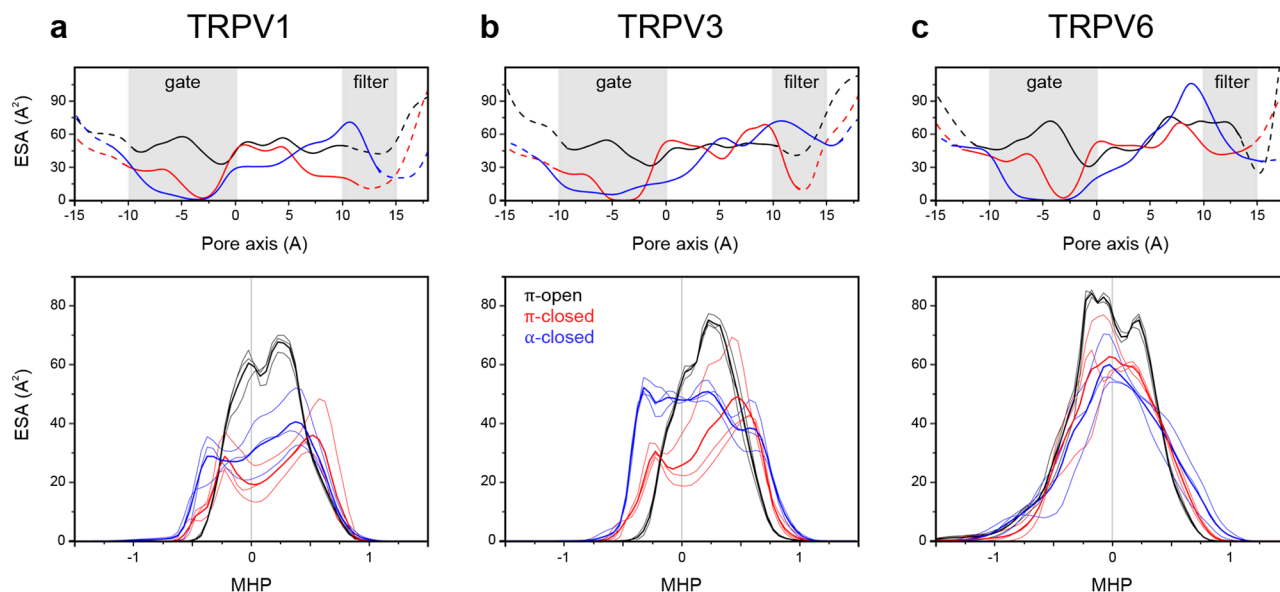 a TRPV1
b TRPV3
c TRPV6
gate filter
gate filter
gate filter
ESA (A²)
90
60
30
0
-15 -10 -5 0 5 10 15
-15 -10 -5 0 5 10 15
-15 -10 -5 0 5 10 15
Pore axis (A)
Pore axis (A)
Pore axis (A)
ESA (A²)
80
60
40
20
0
-1 0 1
MHP
π-open
π-closed
α-closed
80
60
40
20
0
-1 0 1
MHP
80
60
40
20
0
-1 0 1
MHP
90
60
30
0
90
60
30
0